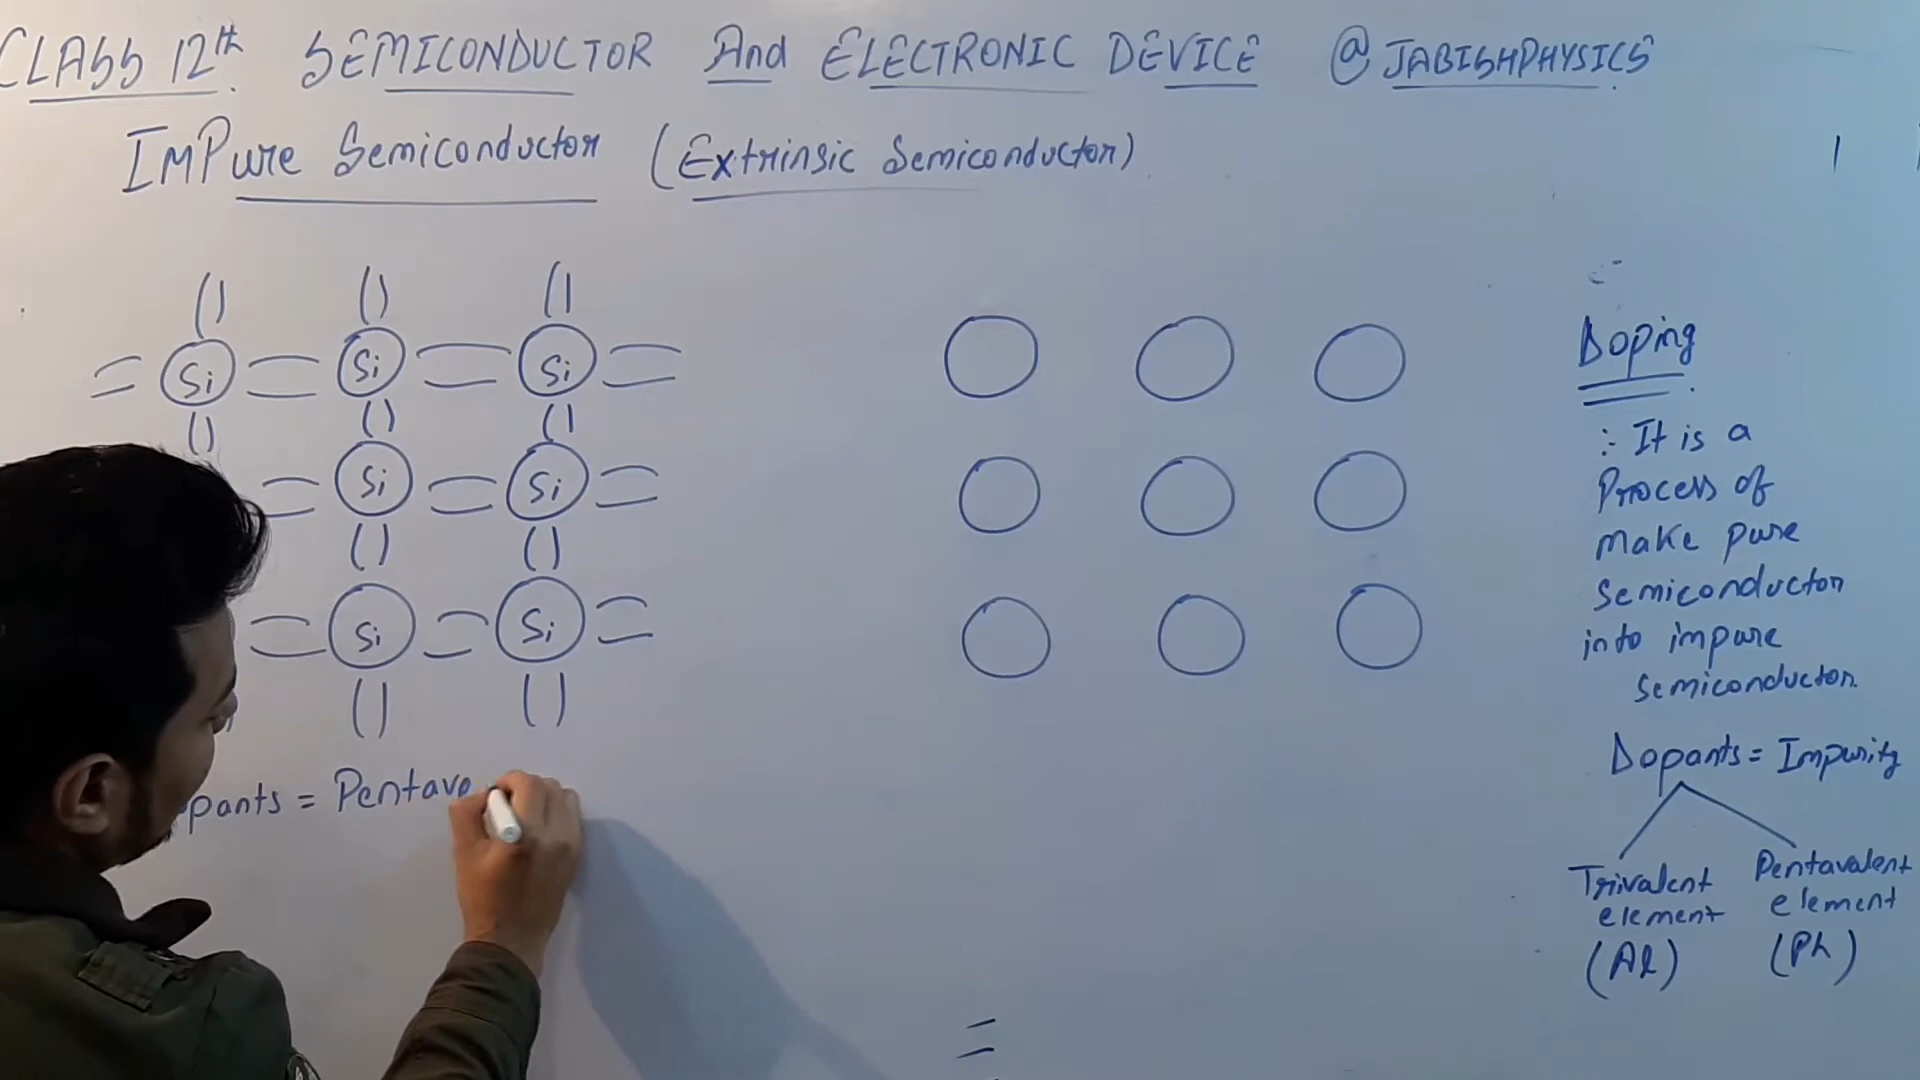 CLASS 12th SEMICONDUCTOR And ELECTRONIC DEVICE @JABISHPHYSICS
ImPure Semiconductor (Extrinsic Semiconductor)
Si Si Si
Si Si
Si Si
pants = Pentava
Doping
: It is a
Process of
make pure
semiconductor
into impure
semiconductor.
Dopants = Impurity
Trivalent
element
(Al)
Pentavalent
element
(Ph)